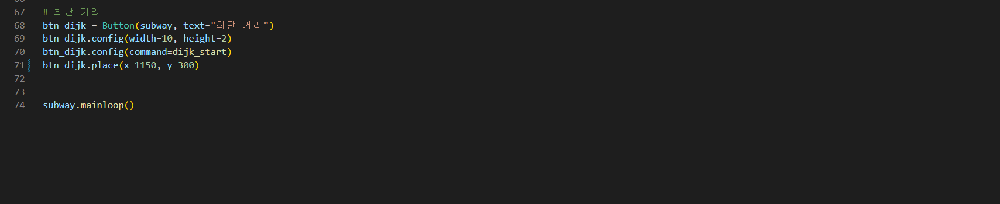 67 # 최단 거리
68 btn_dijk = Button(subway, text="최단 거리")
69 btn_dijk.config(width=10, height=2)
70 btn_dijk.config(command=dijk_start)
71 btn_dijk.place(x=1150, y=300)
72
73
74 subway.mainloop()